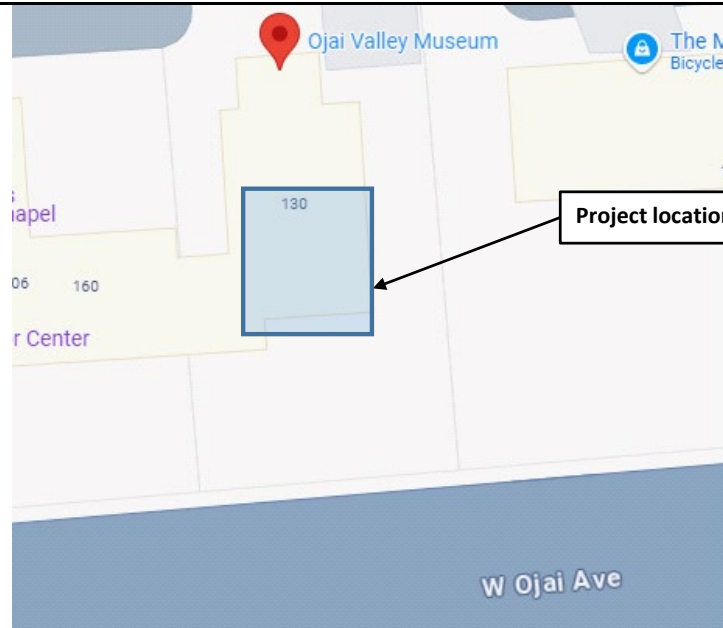 Ojai Valley Museum
The M
Bicycle
130
Project location
apel
06 160
r Center
W Ojai Ave